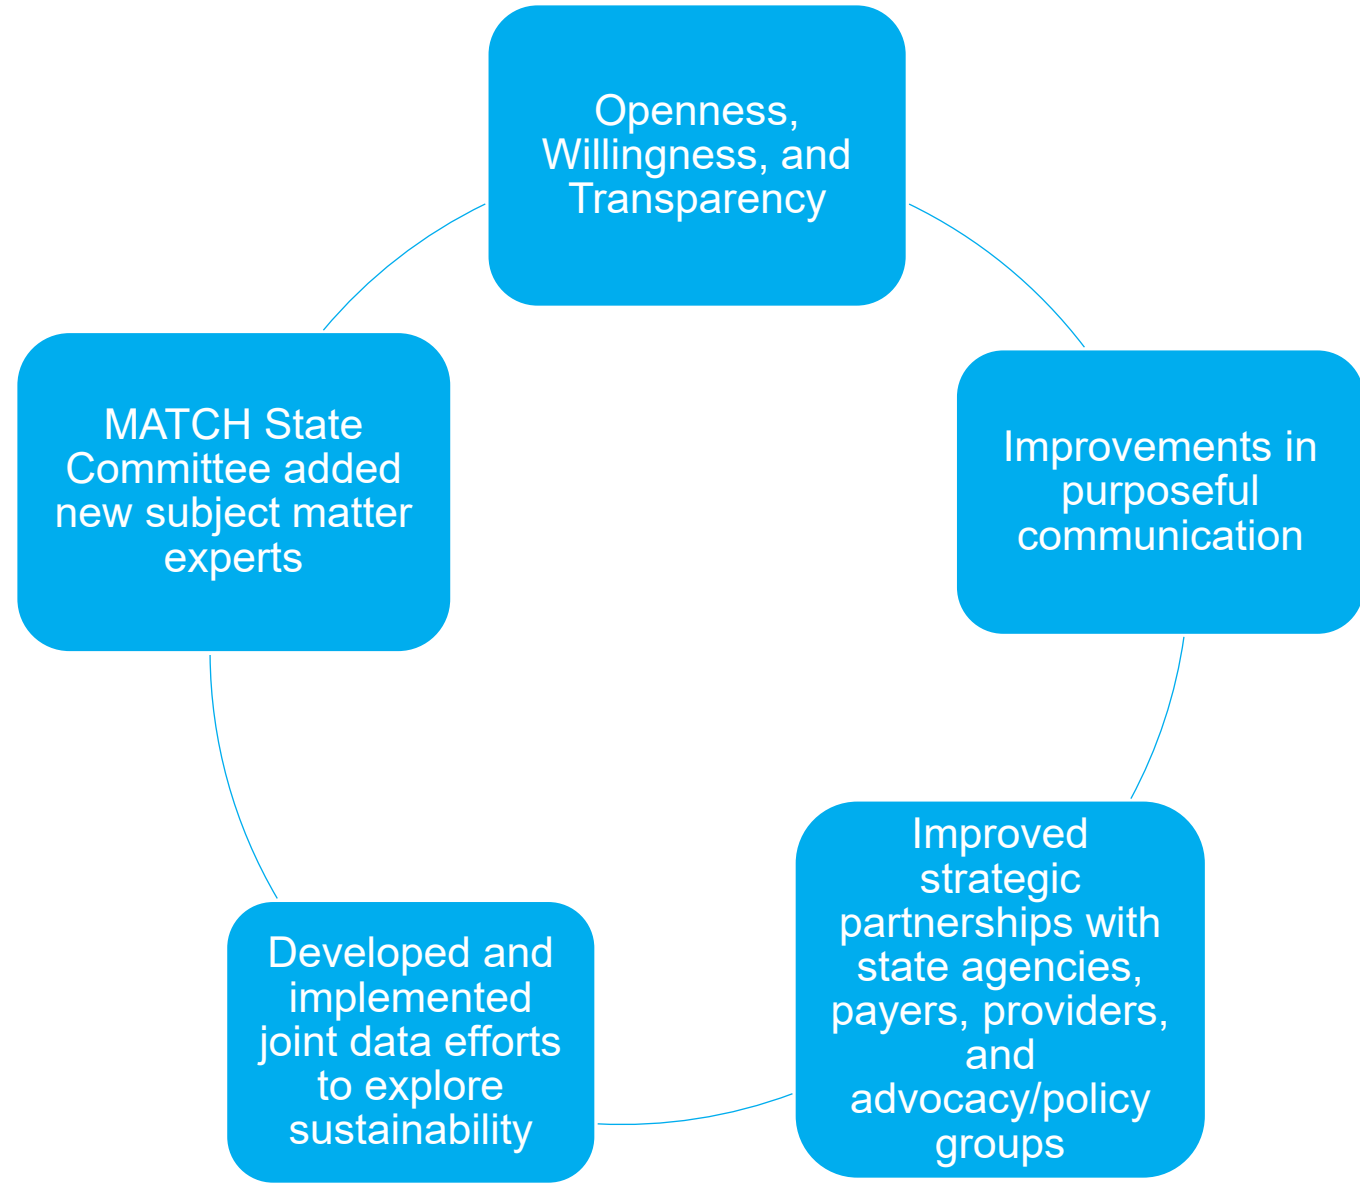 Openness,
Willingness, and
Transparency
Improvements in
purposeful
communication
Improved
strategic
partnerships with
state agencies,
payers, providers,
and
advocacy/policy
groups
Developed and
implemented
joint data efforts
to explore
sustainability
MATCH State
Committee added
new subject matter
experts